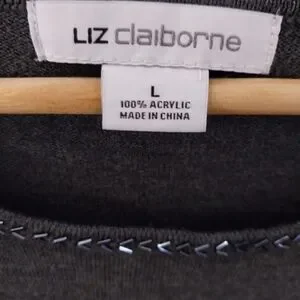 LIZ claiborne
L
100% ACRYLIC
MADE IN CHINA